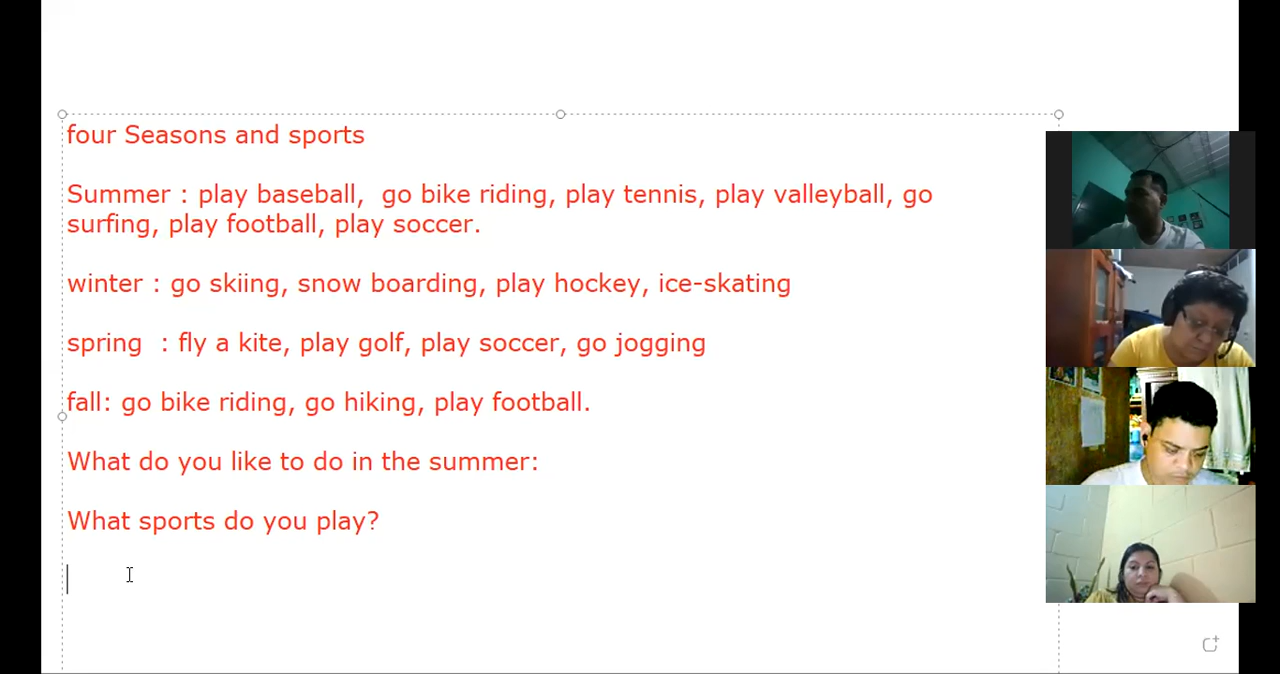 four Seasons and sports
Summer : play baseball,  go bike riding, play tennis, play valleyball, go
surfing, play football, play soccer.
winter : go skiing, snow boarding, play hockey, ice-skating
spring  : fly a kite, play golf, play soccer, go jogging
fall: go bike riding, go hiking, play football.
What do you like to do in the summer:
What sports do you play?